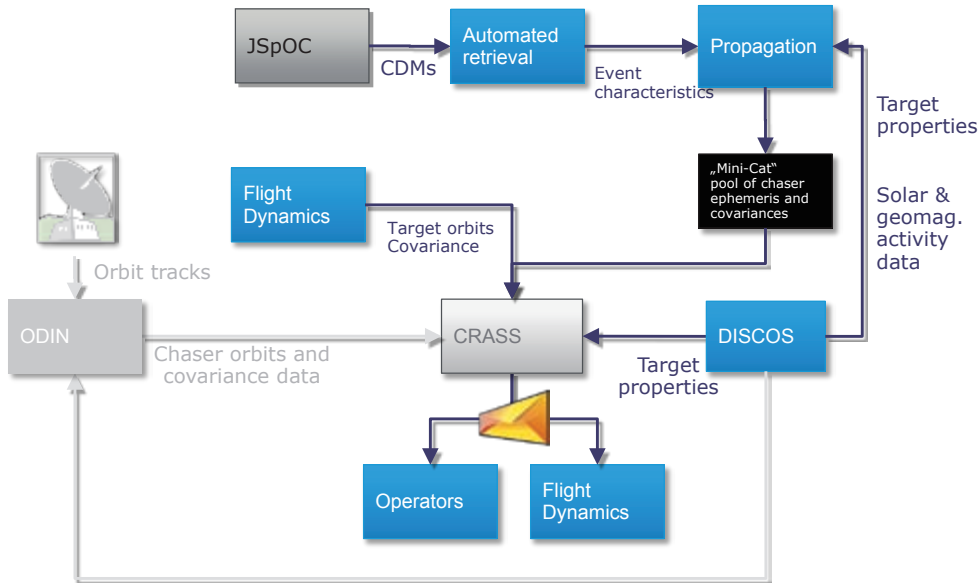 JSpOC
CDMs
Automated
retrieval
Event
characteristics
Propagation
Target
properties
Solar &
geomag.
activity
data
„Mini-Cat“
pool of chaser
ephemeris and
covariances
Flight
Dynamics
Target orbits
Covariance
Orbit tracks
ODIN
Chaser orbits and
covariance data
CRASS
Target
properties
DISCOS
Operators
Flight
Dynamics